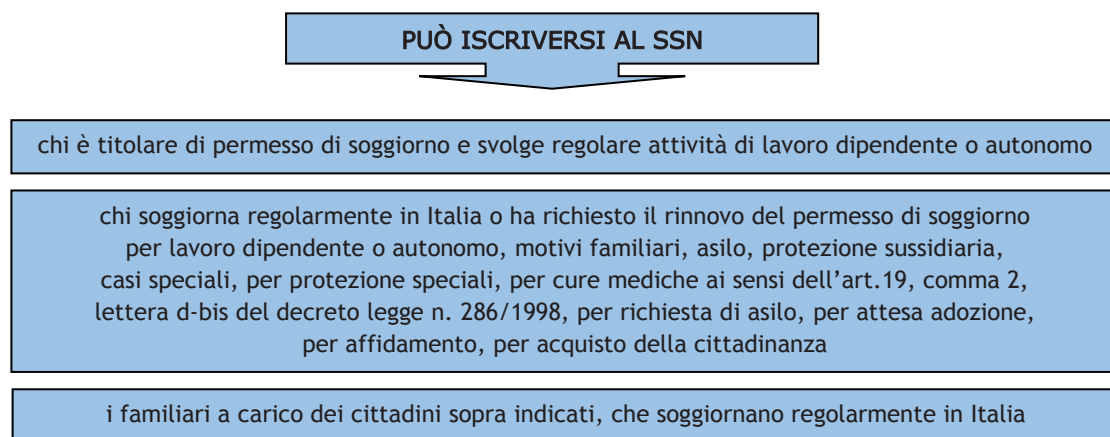 PUÒ ISCRIVERSI AL SSN
chi è titolare di permesso di soggiorno e svolge regolare attività di lavoro dipendente o autonomo
chi soggiorna regolarmente in Italia o ha richiesto il rinnovo del permesso di soggiorno
per lavoro dipendente o autonomo, motivi familiari, asilo, protezione sussidiaria,
casi speciali, per protezione speciali, per cure mediche ai sensi dell’art.19, comma 2,
lettera d-bis del decreto legge n. 286/1998, per richiesta di asilo, per attesa adozione,
per affidamento, per acquisto della cittadinanza
i familiari a carico dei cittadini sopra indicati, che soggiornano regolarmente in Italia